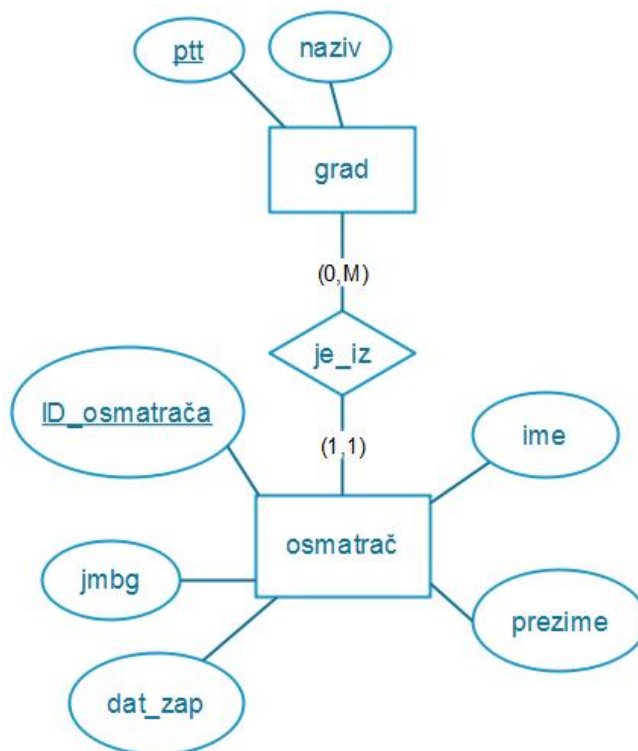 ptt
naziv
grad
(0,M)
je_iz
ID_osmatrača
(1,1)
ime
osmatrač
jmbg
prezime
dat_zap